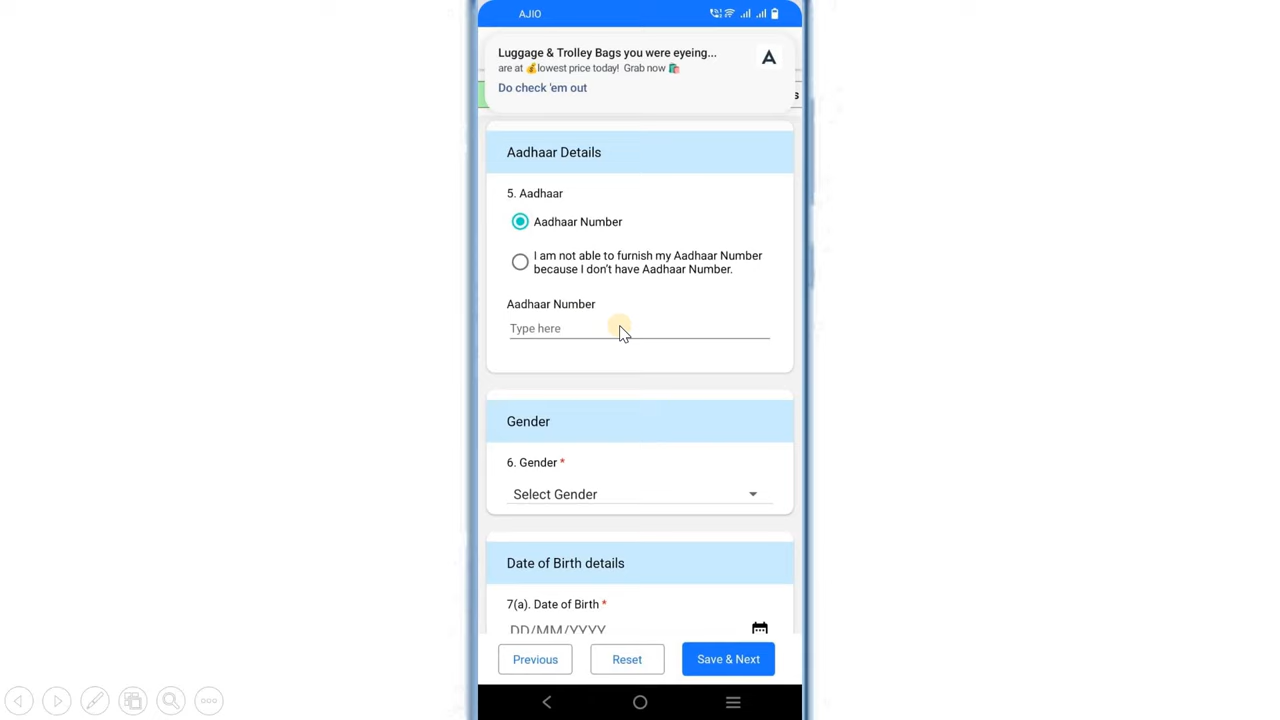 AJIO
Luggage & Trolley Bags you were eyeing...
are at 💰lowest price today! Grab now 🛍️
Do check 'em out
s
Aadhaar Details
5. Aadhaar
Aadhaar Number
I am not able to furnish my Aadhaar Number
because I don't have Aadhaar Number.
Aadhaar Number
Type here
Gender
6. Gender *
Select Gender
Date of Birth details
7(a). Date of Birth *
DD/MM/YYYY
Previous
Reset
Save & Next